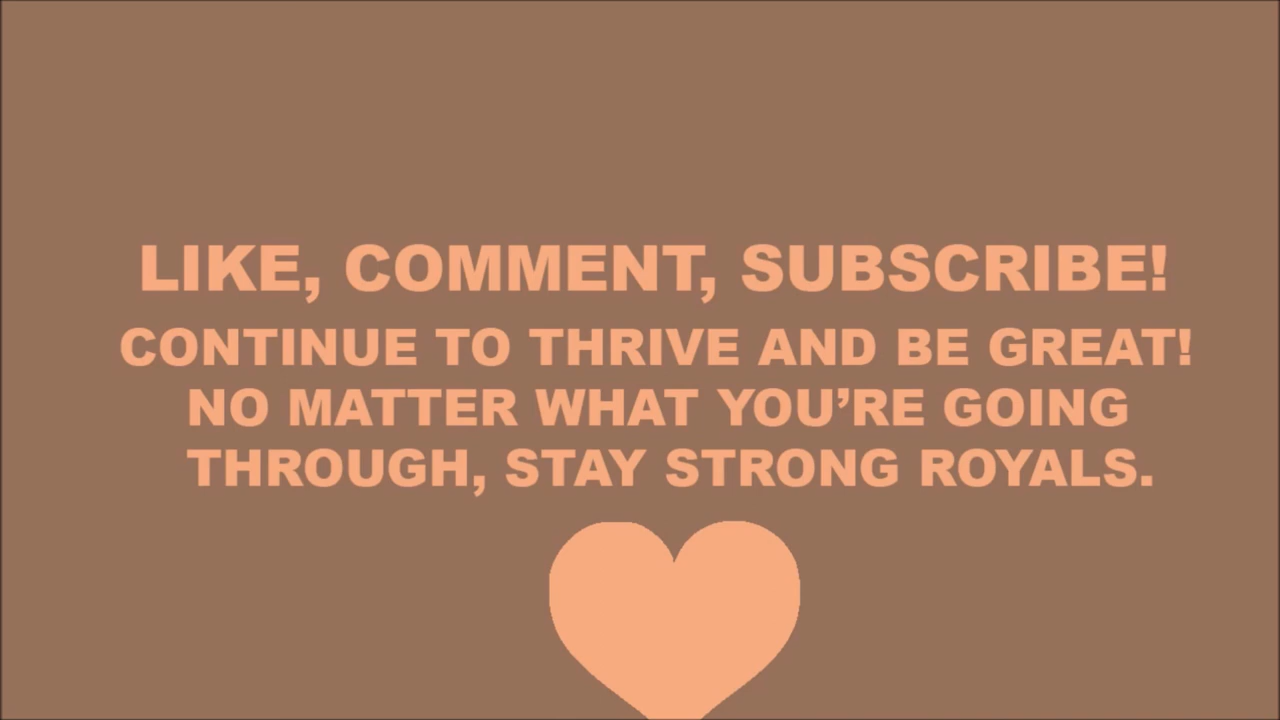 LIKE, COMMENT, SUBSCRIBE!
CONTINUE TO THRIVE AND BE GREAT!
NO MATTER WHAT YOU’RE GOING
THROUGH, STAY STRONG ROYALS.